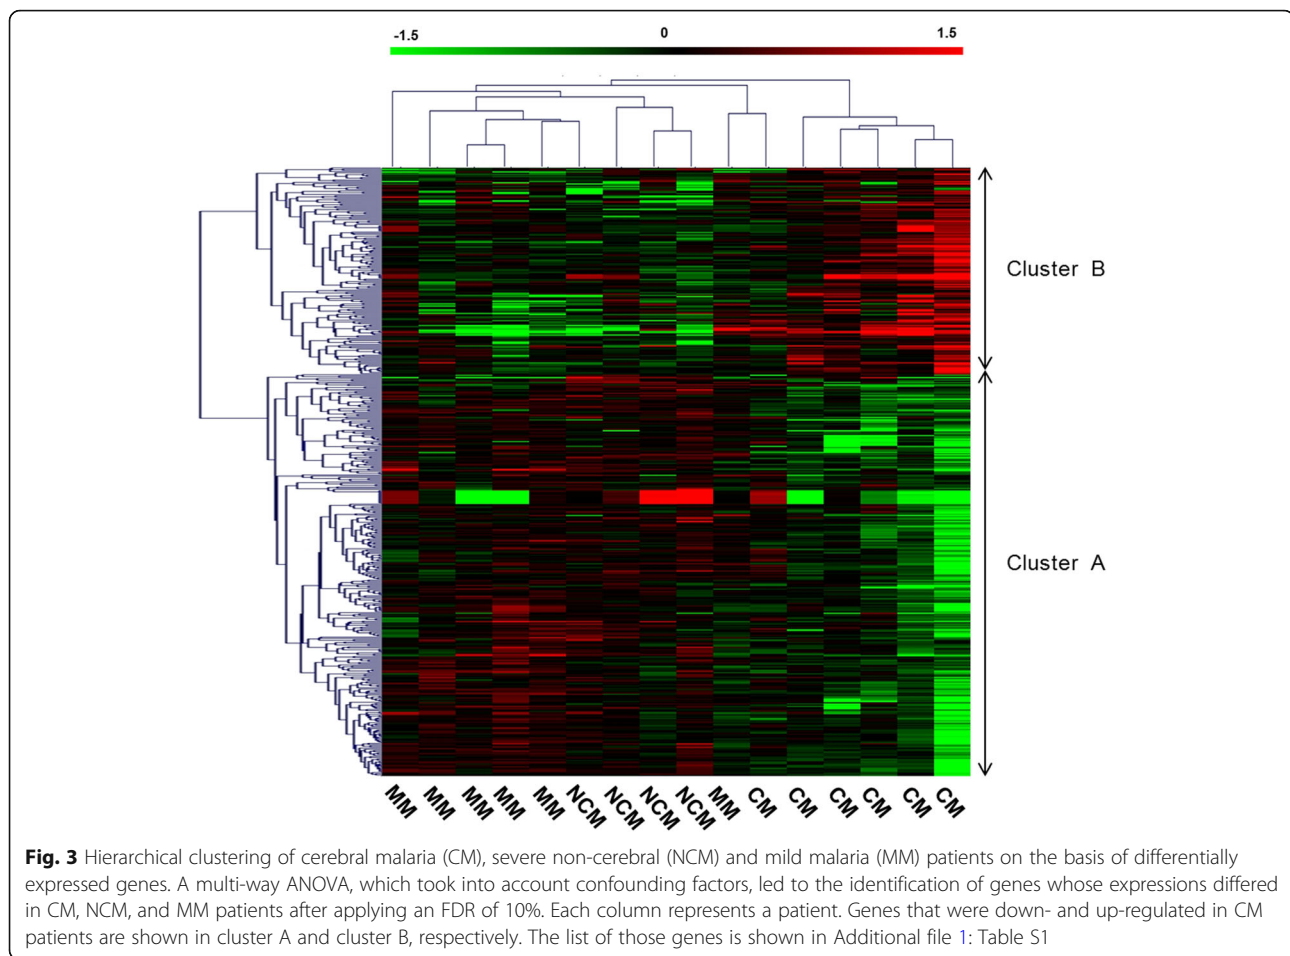 -1.5 0 1.5
Cluster B
Cluster A
MM MM MM MM MM NCM NCM NCM NCM MM CM CM CM CM CM CM
Fig. 3 Hierarchical clustering of cerebral malaria (CM), severe non-cerebral (NCM) and mild malaria (MM) patients on the basis of differentially
expressed genes. A multi-way ANOVA, which took into account confounding factors, led to the identification of genes whose expressions differed
in CM, NCM, and MM patients after applying an FDR of 10%. Each column represents a patient. Genes that were down- and up-regulated in CM
patients are shown in cluster A and cluster B, respectively. The list of those genes is shown in Additional file 1: Table S1